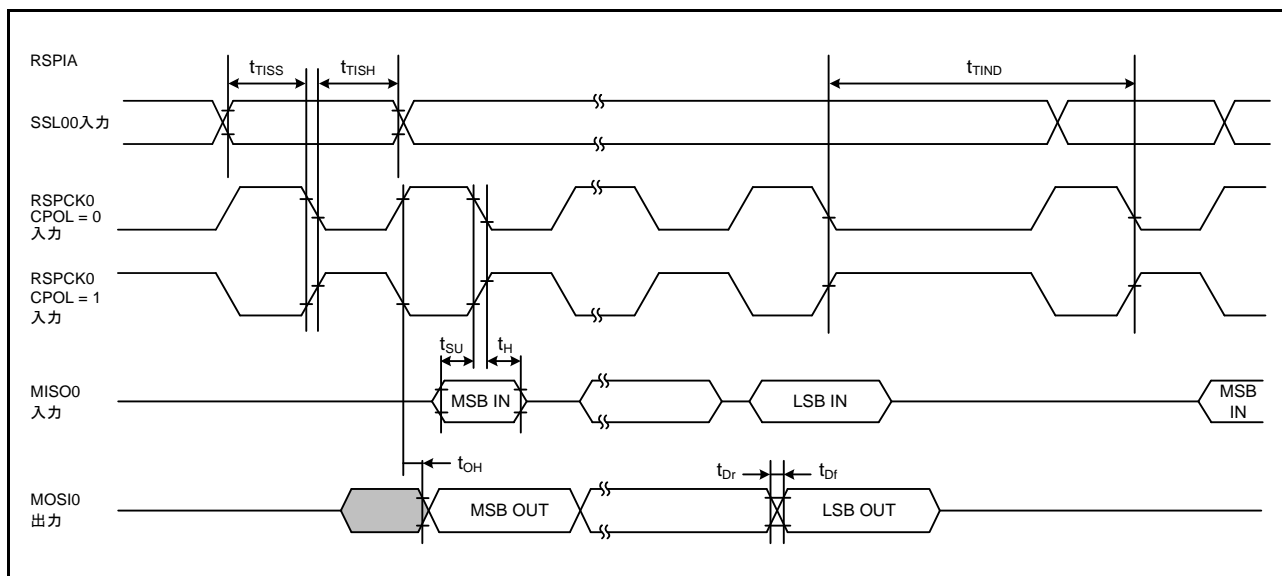 RSPIA
tTISS
tTISH
tTIND
SSL00入力
RSPCK0
CPOL = 0
入力
RSPCK0
CPOL = 1
入力
tSU
tH
MISO0
入力
MSB IN
LSB IN
MSB
IN
tOH
tDr
tDf
MOSI0
出力
MSB OUT
LSB OUT